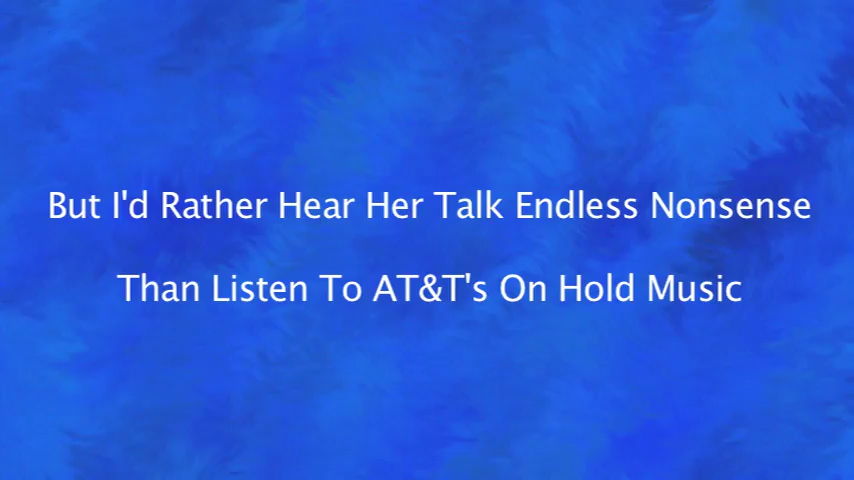 But I'd Rather Hear Her Talk Endless Nonsense
Than Listen To AT&T's On Hold Music